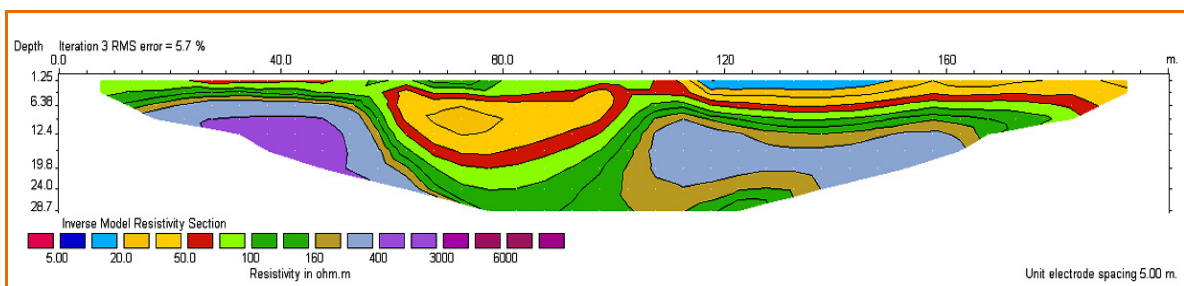 Depth Iteration 3 RMS error = 5.7 %
0.0 40.0 80.0 120 160 m.
1.25
6.38
12.4
19.8
24.0
28.7
Inverse Model Resistivity Section
5.00 20.0 50.0 100 160 400 3000 6000
Resistivity in ohm.m
Unit electrode spacing 5.00 m.